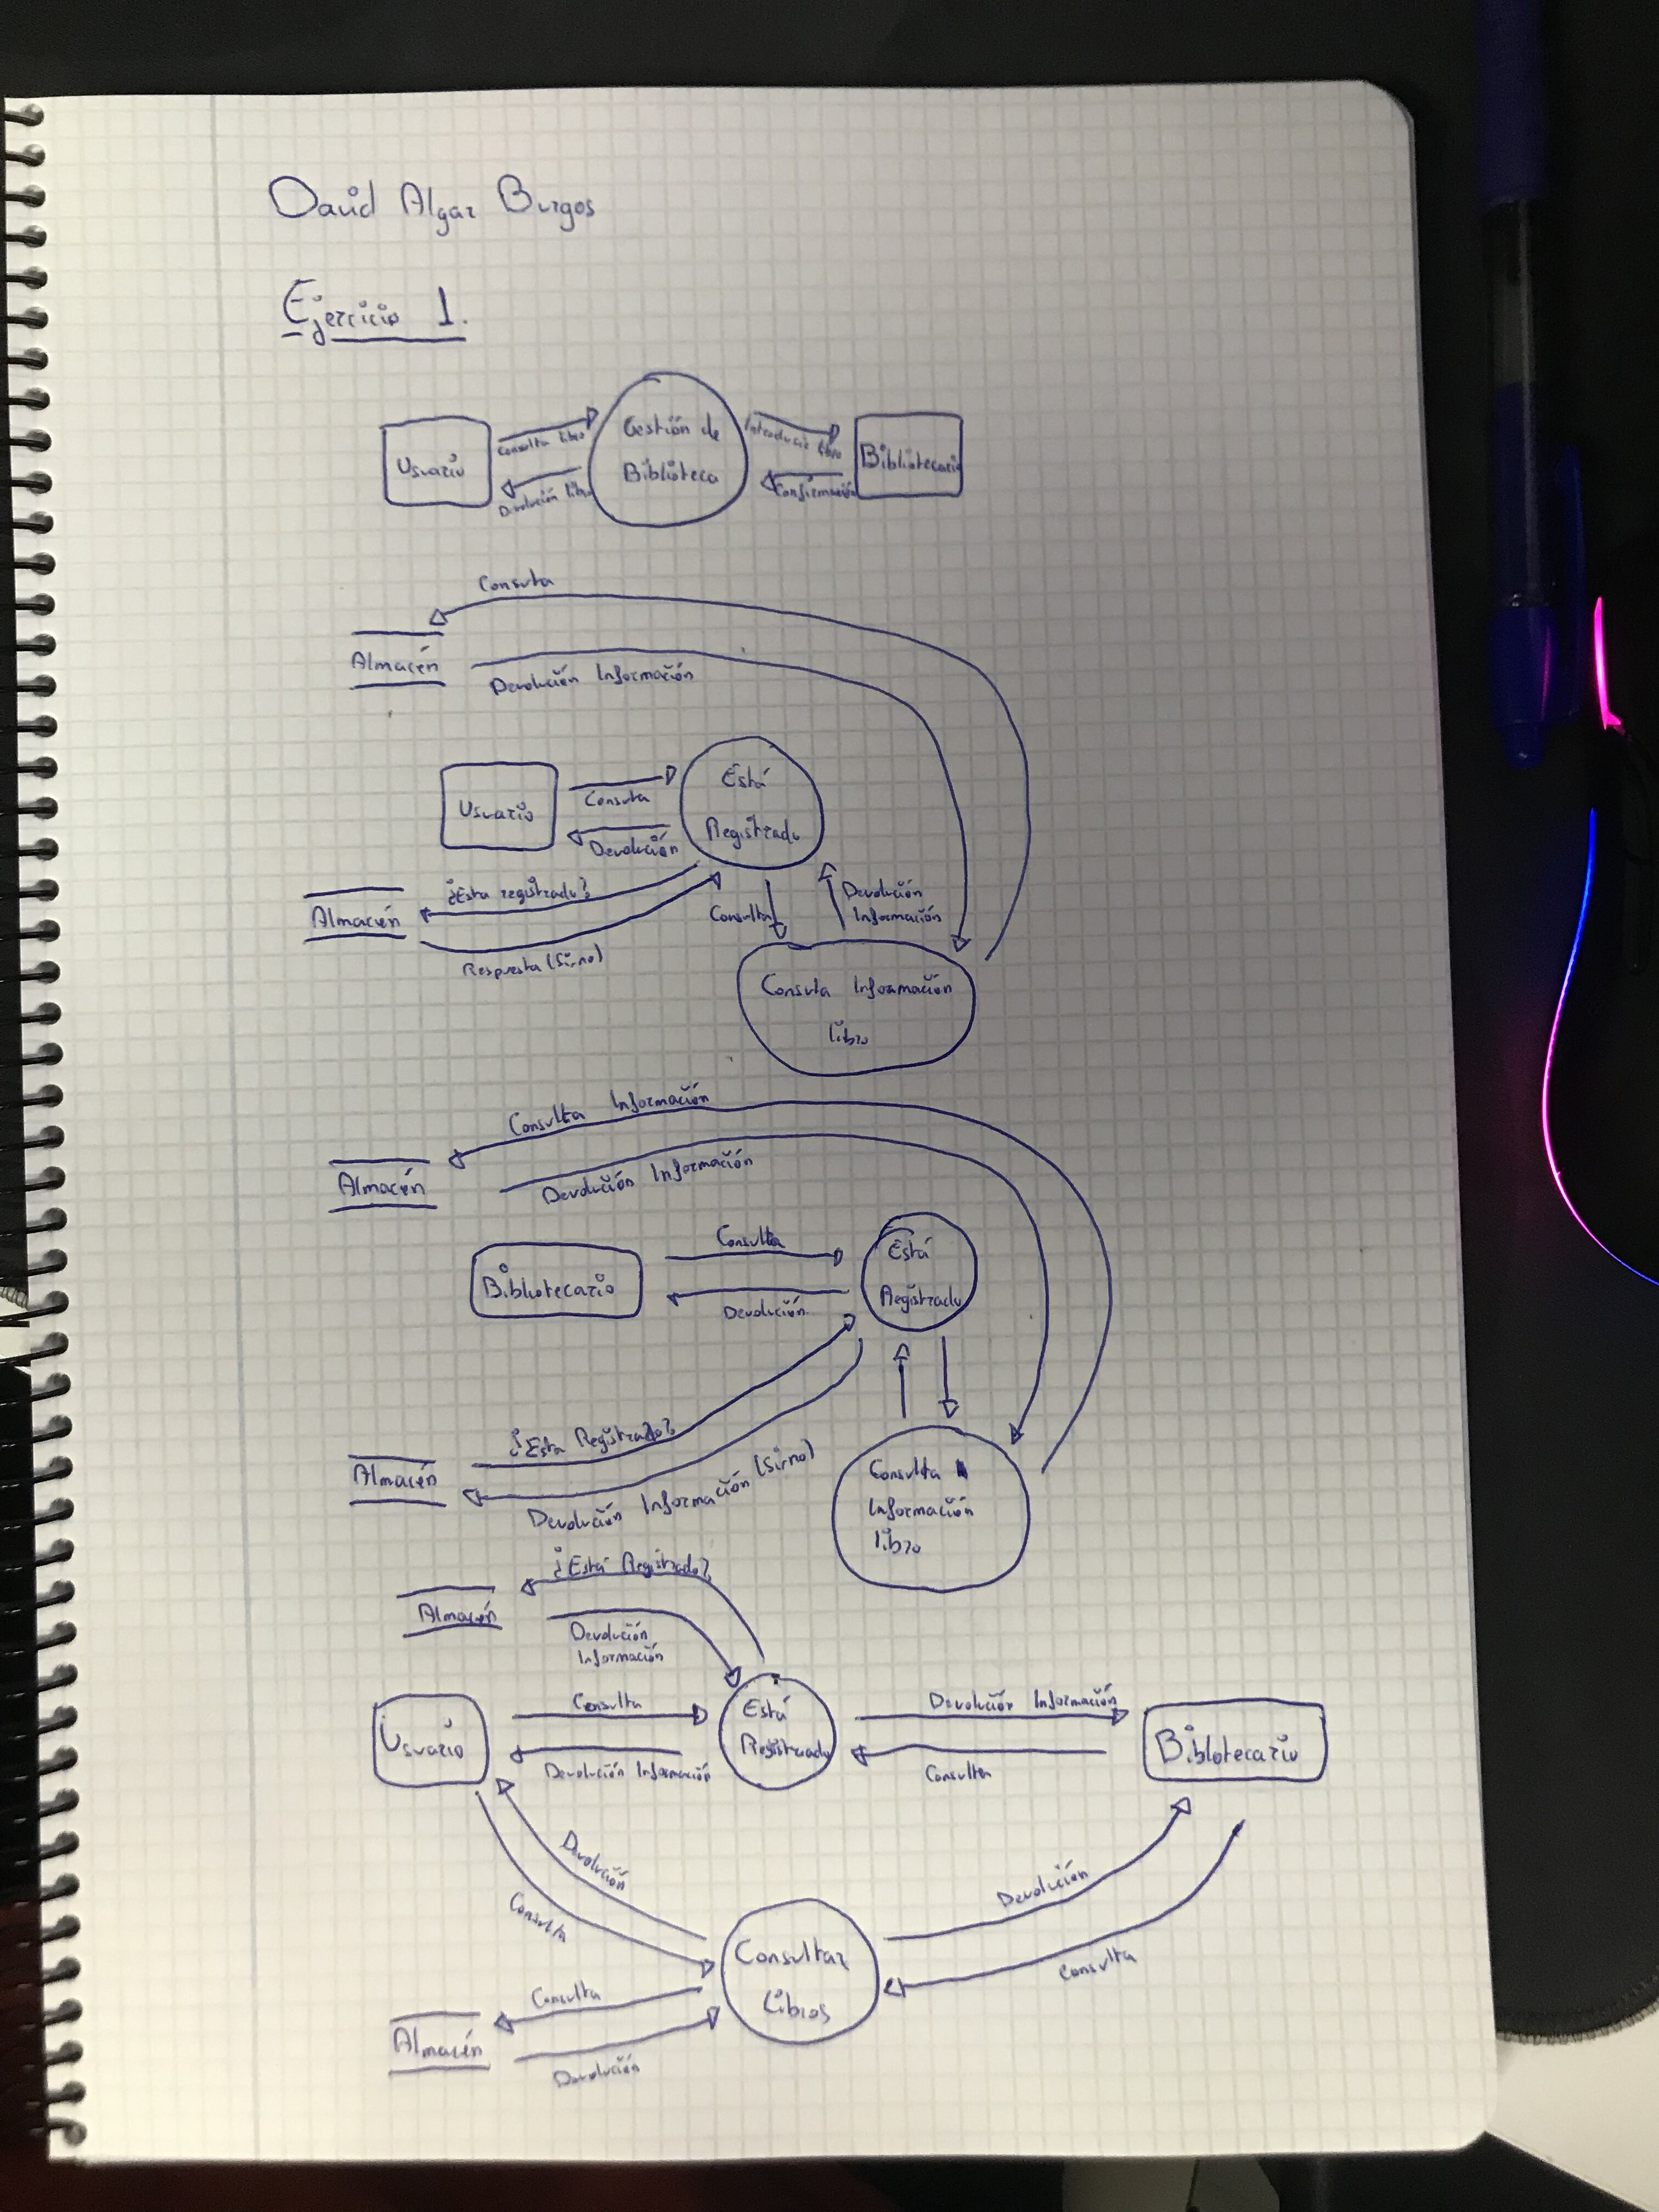 David Algar Burgos
Ejercicio 1.
Usuario
Consulta libro
Devolución libro
Gestión de
Biblioteca
Introducir libro
Confirmación
Bibliotecario
Consulta
Almacén
Devolución Información
Usuario
Consulta
Devolución
Está
Registrado
¿Esta registrado?
Almacén
Respuesta (Si,no)
Consulta
Devolución
Información
Consulta Información
libro
Consulta Información
Almacén
Devolución Información
Bibliotecario
Consulta
Devolución
Está
Registrado
¿Esta Registrado?
Almacén
Devolución Información (Si,no)
Consulta
Información
libro
¿Está Registrado?
Almacén
Devolución
Información
Usuario
Consulta
Devolución Información
Está
Registrado
Devolución Información
Consulta
Biblotecario
Devolución
Consulta
Devolución
Consulta
Consultar
Libros
Consulta
Almacén
Devolución